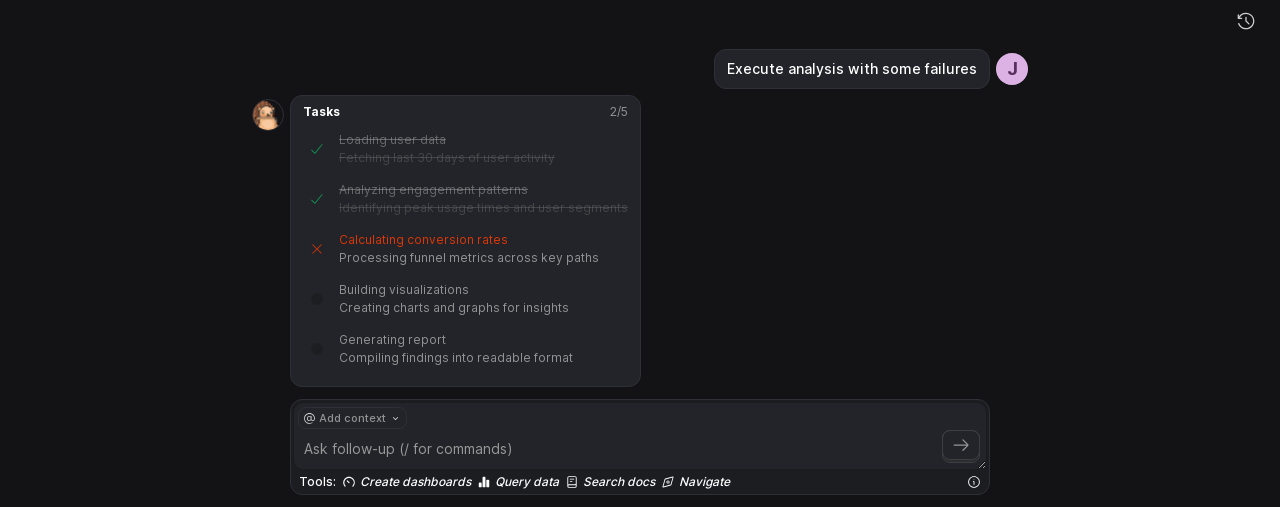 Execute analysis with some failures
J
Tasks
2/5
Loading user data
Fetching last 30 days of user activity
Analyzing engagement patterns
Identifying peak usage times and user segments
Calculating conversion rates
Processing funnel metrics across key paths
Building visualizations
Creating charts and graphs for insights
Generating report
Compiling findings into readable format
@ Add context
Ask follow-up (/ for commands)
Tools: Create dashboards Query data Search docs Navigate